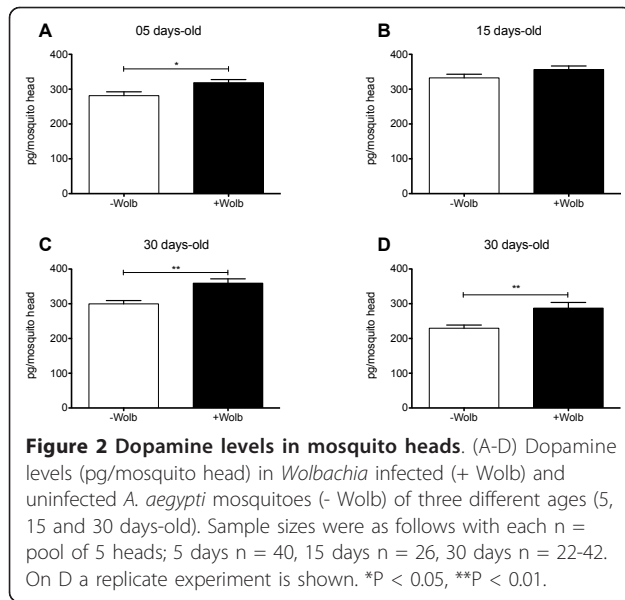 A
05 days-old
*
400
300
200
100
0
pg/mosquito head
-Wolb
+Wolb
B
15 days-old
400
300
200
100
0
pg/mosquito head
-Wolb
+Wolb
C
30 days-old
**
400
300
200
100
0
pg/mosquito head
-Wolb
+Wolb
D
30 days-old
**
400
300
200
100
0
pg/mosquito head
-Wolb
+Wolb
Figure 2 Dopamine levels in mosquito heads. (A-D) Dopamine
levels (pg/mosquito head) in Wolbachia infected (+ Wolb) and
uninfected A. aegypti mosquitoes (- Wolb) of three different ages (5,
15 and 30 days-old). Sample sizes were as follows with each n =
pool of 5 heads; 5 days n = 40, 15 days n = 26, 30 days n = 22-42.
On D a replicate experiment is shown. *P < 0.05, **P < 0.01.